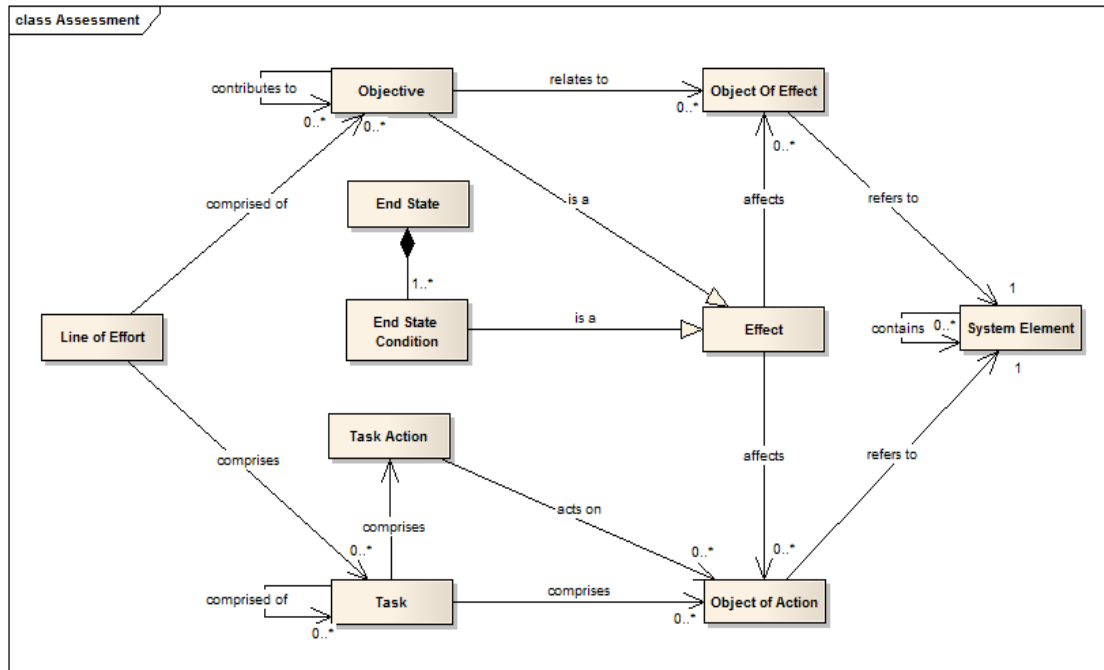 class Assessment
contributes to
0..*
Objective
0..*
relates to
0..*
Object Of Effect
0..*
comprised of
End State
is a
affects
refers to
1..*
1
Line of Effort
End State
Condition
is a
Effect
contains
0..*
System Element
1
Task Action
comprises
affects
refers to
acts on
comprises
0..*
0..*
0..*
comprised of
0..*
Task
comprises
0..*
Object of Action